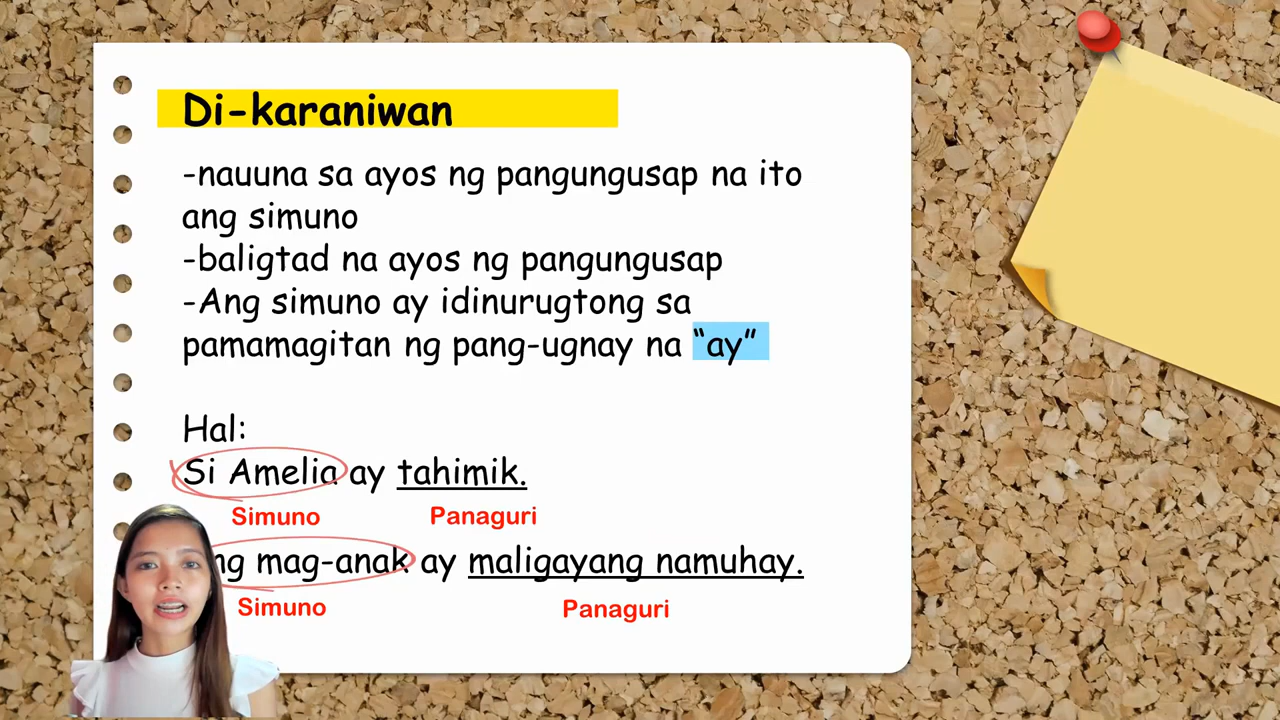 Di-karaniwan
-nauuna sa ayos ng pangungusap na ito
ang simuno
-baligtad na ayos ng pangungusap
-Ang simuno ay idinurugtong sa
pamamagitan ng pang-ugnay na “ay”
Hal:
Si Amelia ay tahimik.
Simuno Panaguri
mag-anak ay maligayang namuhay.
Simuno Panaguri